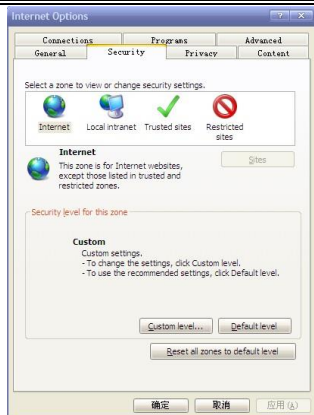 Internet Options
Connections Programs Advanced
General Security Privacy Content
Select a zone to view or change security settings.
Internet Local intranet Trusted sites Restricted
sites
Internet
Sites
This zone is for Internet websites,
except those listed in trusted and
restricted zones.
Security level for this zone
Custom
Custom settings.
- To change the settings, click Custom level.
- To use the recommended settings, click Default level.
Custom level... Default level
Reset all zones to default level
确定 取消 应用(A)